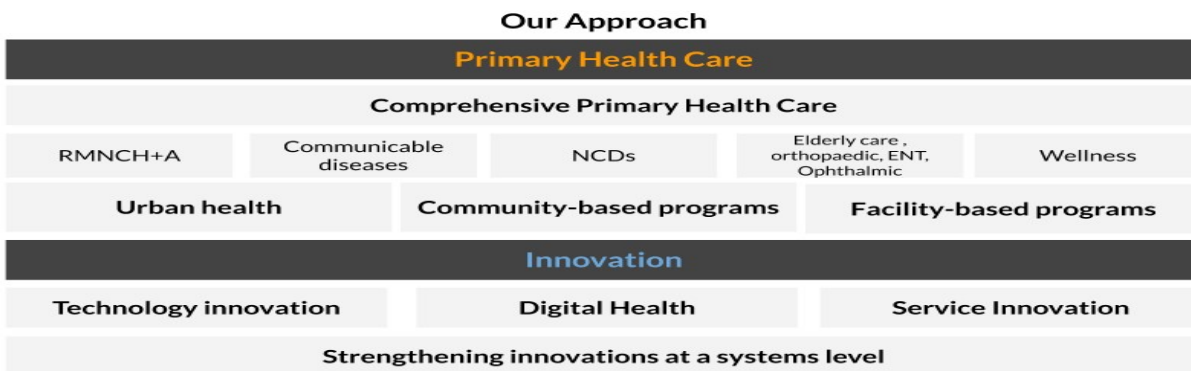 Our Approach
Primary Health Care
Comprehensive Primary Health Care
RMNCH+A
Communicable
diseases
NCDs
Elderly care ,
orthopaedic, ENT,
Ophthalmic
Wellness
Urban health
Community-based programs
Facility-based programs
Innovation
Technology innovation
Digital Health
Service Innovation
Strengthening innovations at a systems level